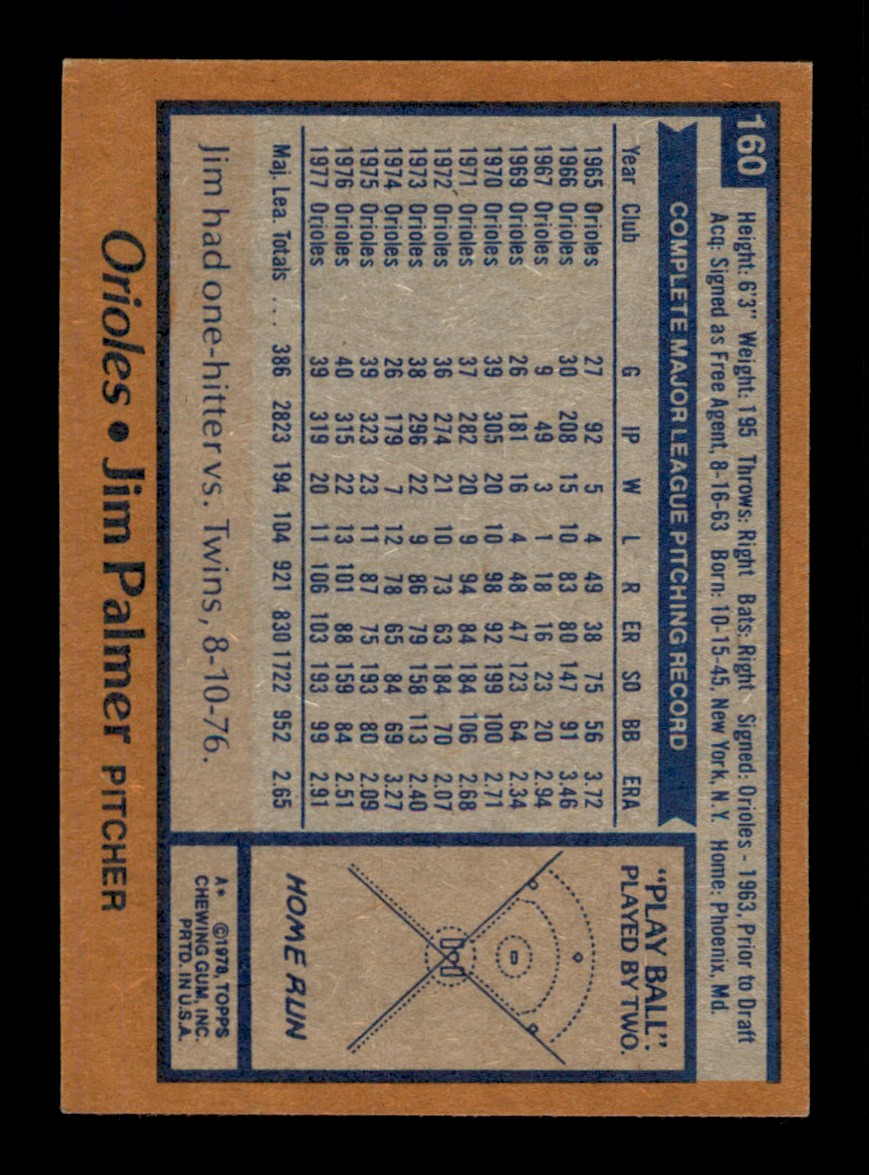 160
Height: 6'3" Weight: 195 Throws: Right Bats: Right Signed: Orioles - 1963, Prior to Draft
Acq: Signed as Free Agent, 8-16-63 Born: 10-15-45, New York, N.Y. Home: Phoenix, Md.
COMPLETE MAJOR LEAGUE PITCHING RECORD
Year Club G IP W L R ER SO BB ERA
1965 Orioles 27 92 5 4 49 38 75 56 3.72
1966 Orioles 30 208 15 10 83 80 147 91 3.46
1967 Orioles 9 49 3 1 18 16 23 20 2.94
1969 Orioles 26 181 16 4 48 47 123 64 2.34
1970 Orioles 39 305 20 10 98 92 199 100 2.71
1971 Orioles 37 282 20 9 94 84 184 106 2.68
1972 Orioles 36 274 21 10 73 63 184 70 2.07
1973 Orioles 38 296 22 9 86 79 158 113 2.40
1974 Orioles 26 179 7 12 78 65 84 69 3.27
1975 Orioles 39 323 23 11 87 75 193 80 2.09
1976 Orioles 40 315 22 13 101 88 159 84 2.51
1977 Orioles 39 319 20 11 106 103 193 99 2.91
Maj. Lea. Totals ... 386 2823 194 104 921 830 1722 952 2.65
Jim had one-hitter vs. Twins, 8-10-76.
"PLAY BALL":
PLAYED BY TWO.
HOME RUN
A* ©1978, TOPPS
CHEWING GUM, INC.
PRTD. IN U.S.A.
Orioles • Jim Palmer PITCHER